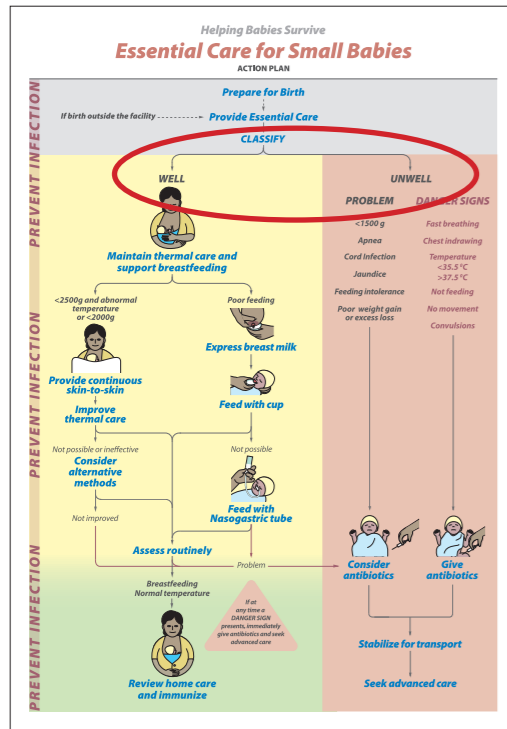 Helping Babies Survive
Essential Care for Small Babies
ACTION PLAN
PREVENT INFECTION
PREVENT INFECTION
PREVENT INFECTION
Prepare for Birth
If birth outside the facility
Provide Essential Care
CLASSIFY
WELL
UNWELL
Maintain thermal care and
support breastfeeding
<2500g and abnormal
temperature
or <2000g
Poor feeding
Provide continuous
skin-to-skin
Improve
thermal care
Express breast milk
Feed with cup
Not possible or ineffective
Consider
alternative
methods
Not possible
Feed with
Nasogastric tube
Not improved
Assess routinely
Problem
Breastfeeding
Normal temperature
If at
any time a
DANGER SIGN
presents, immediately
give antibiotics and seek
advanced care
Review home care
and immunize
PROBLEM
<1500 g
Apnea
Cord Infection
Jaundice
Feeding intolerance
Poor weight gain
or excess loss
DANGER SIGNS
Fast breathing
Chest indrawing
Temperature
<35.5 °C
>37.5 °C
Not feeding
No movement
Convulsions
Consider
antibiotics
Give
antibiotics
Stabilize for transport
Seek advanced care